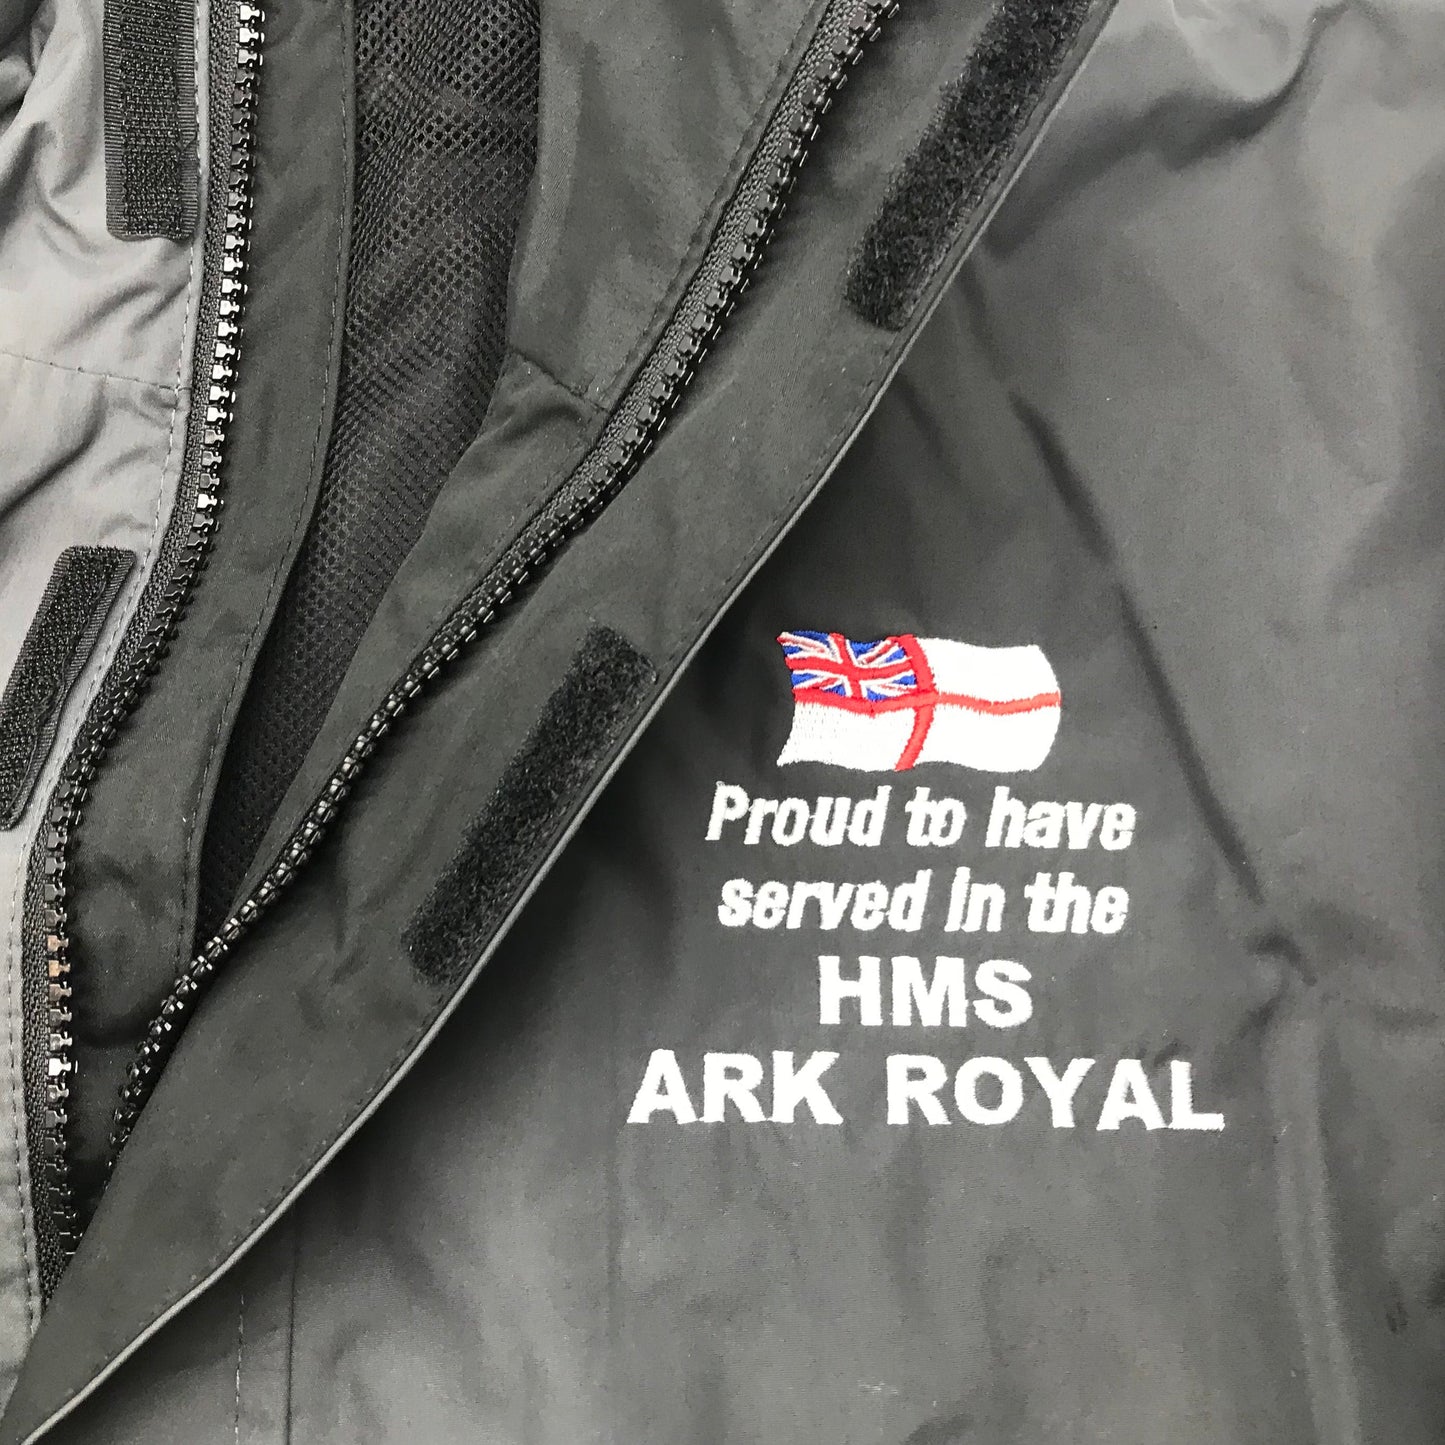 Proud to have
served in the
HMS
ARK ROYAL